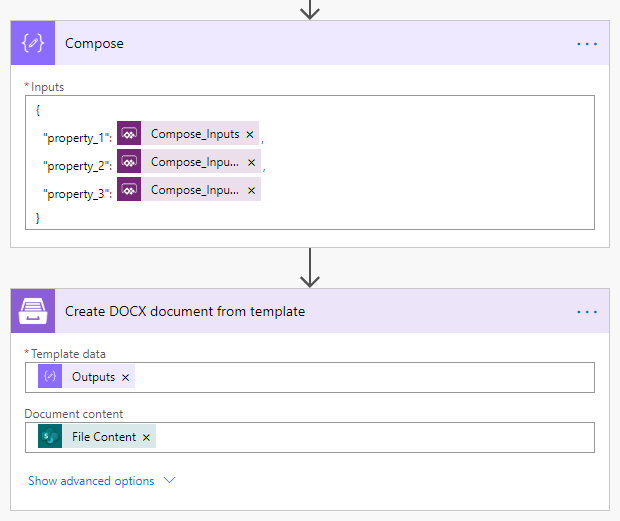 Compose
* Inputs
{
"property_1": Compose_Inputs × ,
"property_2": Compose_Inpu... × ,
"property_3": Compose_Inpu... ×
}
Create DOCX document from template
* Template data
Outputs ×
Document content
File Content ×
Show advanced options